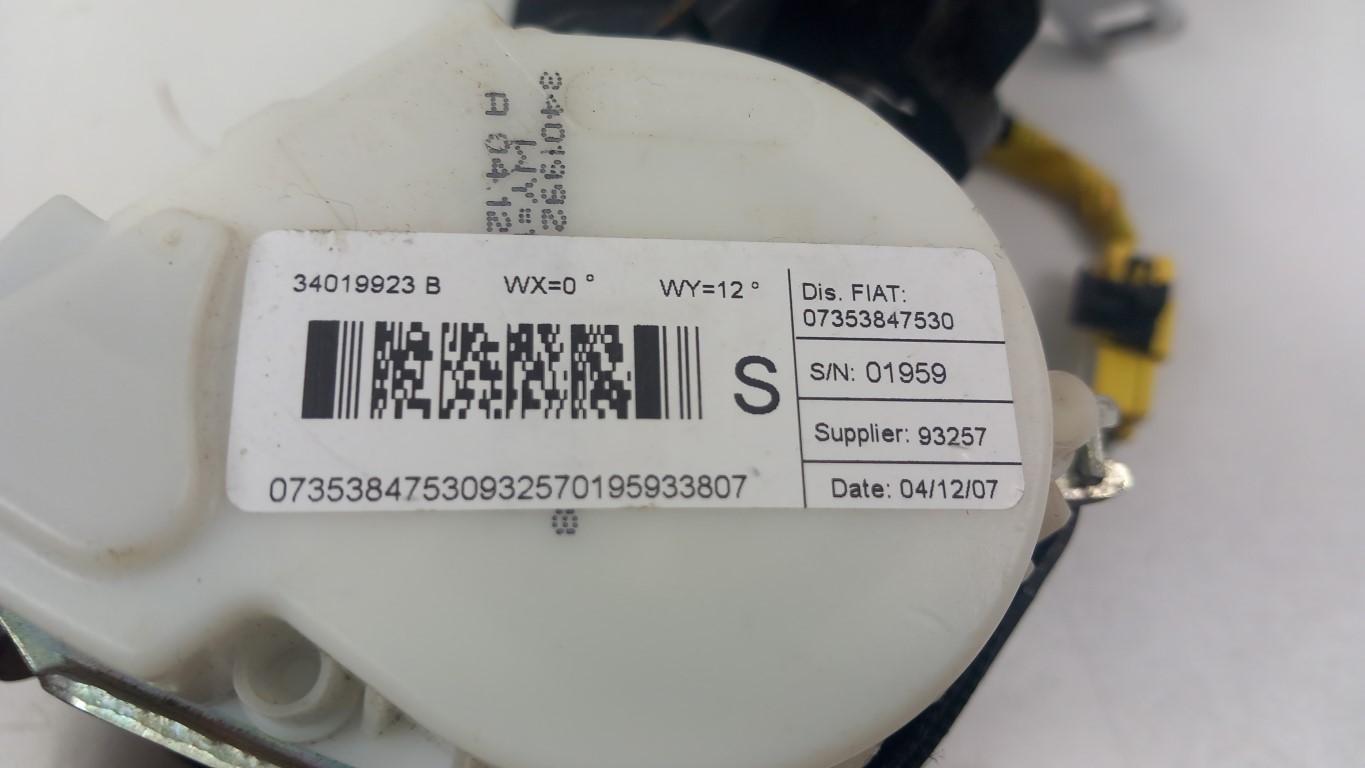 34019923 B WX=0 ° WY=12 °
S
07353847530932570195933807
Dis. FIAT:
07353847530
S/N: 01959
Supplier: 93257
Date: 04/12/07